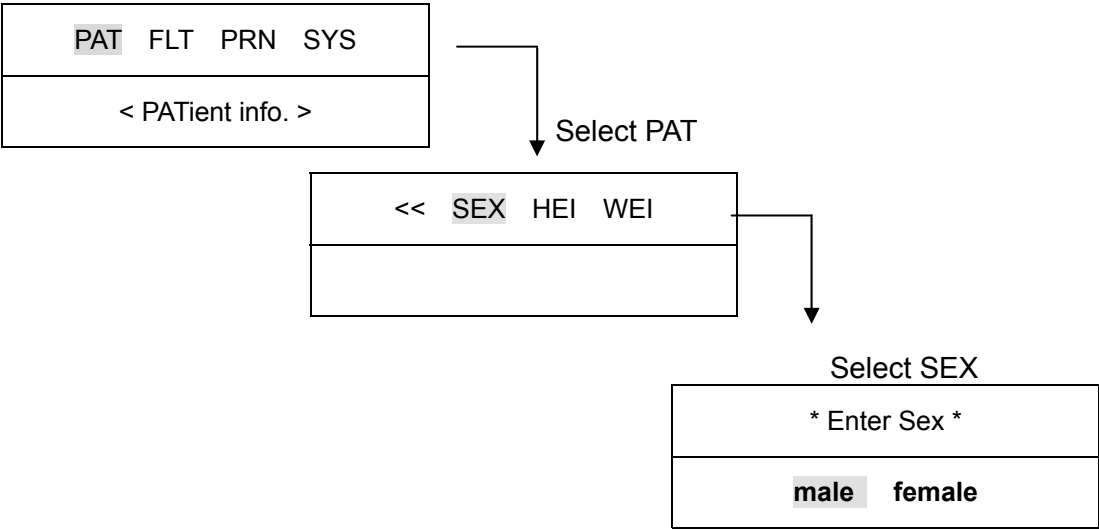 PAT FLT PRN SYS
< PATient info. >
Select PAT
<< SEX HEI WEI
Select SEX
* Enter Sex *
male female